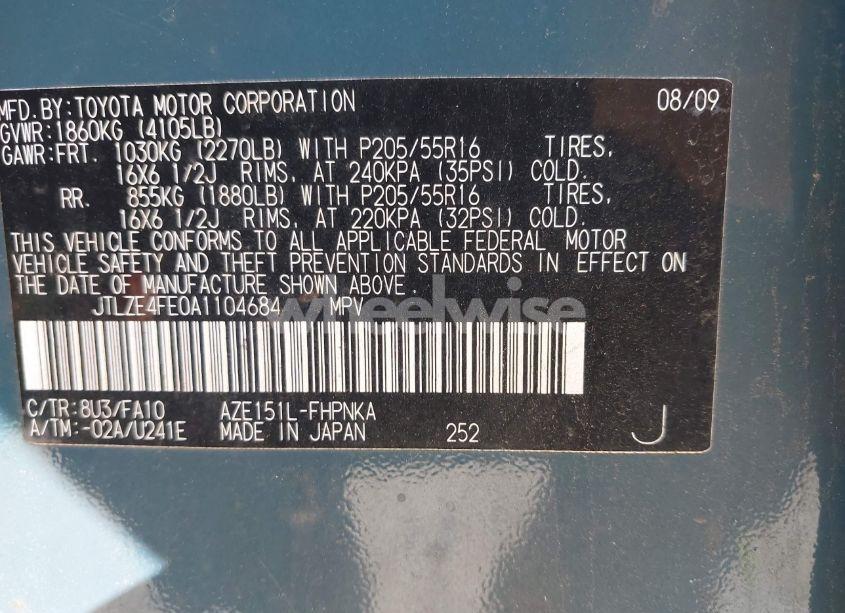 MFD.BY:TOYOTA MOTOR CORPORATION 08/09
GVWR:1860KG (4105LB)
GAWR:FRT. 1030KG (2270LB) WITH P205/55R16 TIRES,
16X6 1/2J RIMS, AT 240KPA (35PSI) COLD.
RR. 855KG (1880LB) WITH P205/55R16 TIRES,
16X6 1/2J RIMS, AT 220KPA (32PSI) COLD.
THIS VEHICLE CONFORMS TO ALL APPLICABLE FEDERAL MOTOR
VEHICLE SAFETY AND THEFT PREVENTION STANDARDS IN EFFECT ON
THE DATE OF MANUFACTURE SHOWN ABOVE.
JTLZE4FE0A1104684 MPV
wheelwise
C/TR:8U3/FA10 AZE151L-FHPNKA
A/TM:-02A/U241E MADE IN JAPAN 252 J